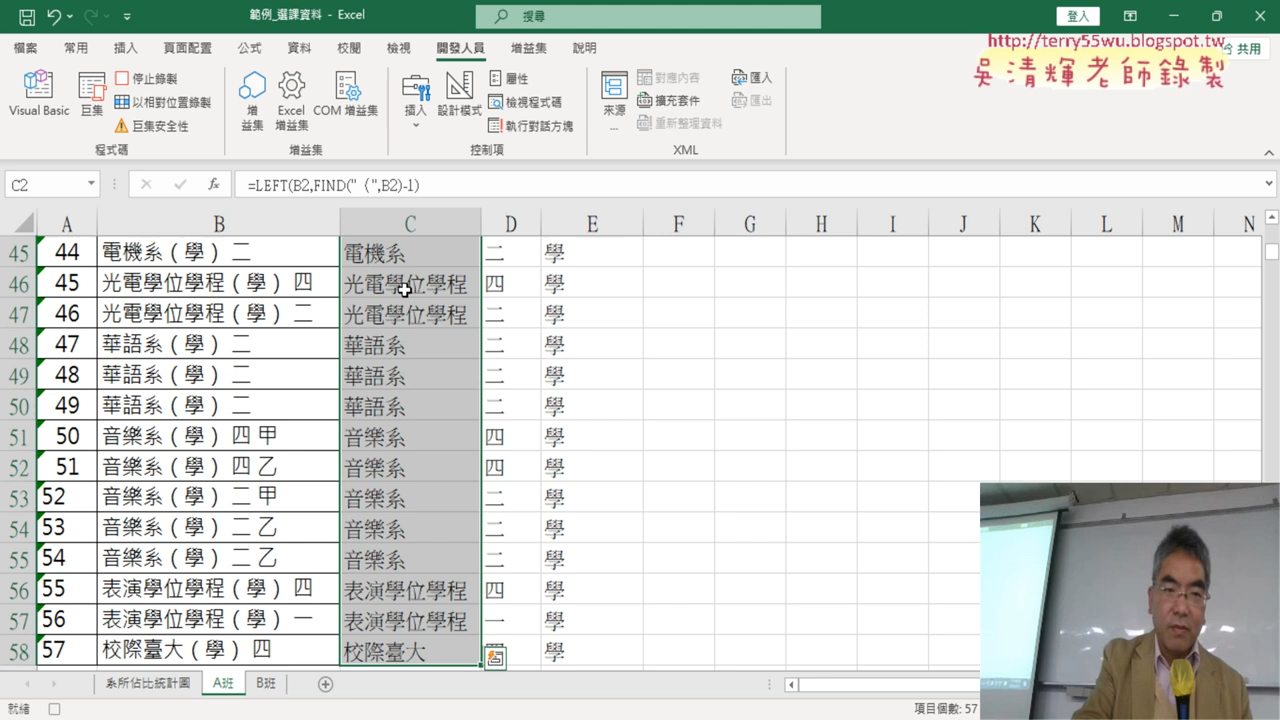 範例_選課資料 - Excel
搜尋
登入
檔案 常用 插入 頁面配置 公式 資料 校閱 檢視 開發人員 增益集 說明
共用
http://terry55wu.blogspot.tw
吳清輝老師錄製
Visual Basic
巨集
停止錄製
以相對位置錄製
巨集安全性
程式碼
增益集
Excel 增益集
COM 增益集
增益集
插入
設計模式
屬性
檢視程式碼
執行對話方塊
控制項
來源...
對應內容
擴充套件
重新整理資料
匯入
匯出
XML
C2
fx
=LEFT(B2,FIND("（",B2)-1)
A B C D E F G H I J K L M N
45 44 電機系（學）二 電機系 二 學
46 45 光電學位學程（學）四 光電學位學程 四 學
47 46 光電學位學程（學）二 光電學位學程 二 學
48 47 華語系（學）二 華語系 二 學
49 48 華語系（學）二 華語系 二 學
50 49 華語系（學）二 華語系 二 學
51 50 音樂系（學）四甲 音樂系 四 學
52 51 音樂系（學）四乙 音樂系 四 學
53 52 音樂系（學）二甲 音樂系 二 學
54 53 音樂系（學）二乙 音樂系 二 學
55 54 音樂系（學）二乙 音樂系 二 學
56 55 表演學位學程（學）四 表演學位學程 四 學
57 56 表演學位學程（學）一 表演學位學程 一 學
58 57 校際臺大（學）四 校際臺大 學
系所佔比統計圖 A班 B班
就緒
項目個數: 57